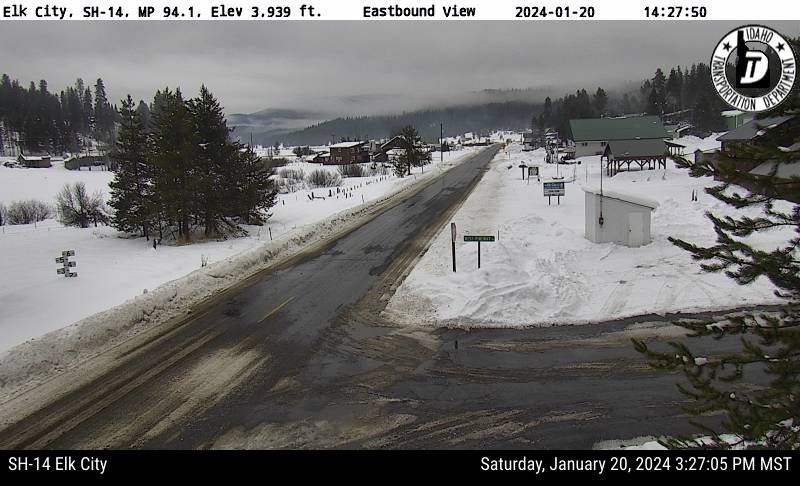 Elk City, SH-14, MP 94.1, Elev 3,939 ft. Eastbound View 2024-01-20 14:27:50
IDAHO
TRANSPORTATION DEPARTMENT
SH-14 Elk City Saturday, January 20, 2024 3:27:05 PM MST